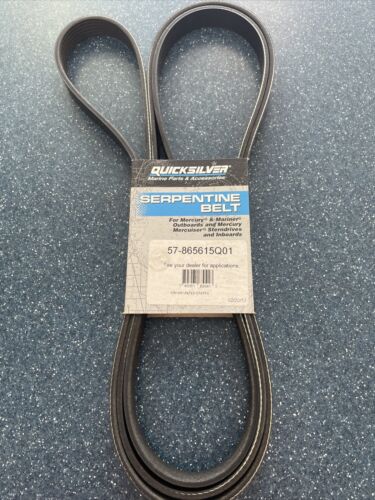 QUICKSILVER
Marine Parts & Accessories
SERPENTINE
BELT
For Mercury® & Mariner®
Outboards and Mercury
Mercruiser® Sterndrives
and Inboards
57-865615Q01
See your dealer for applications.